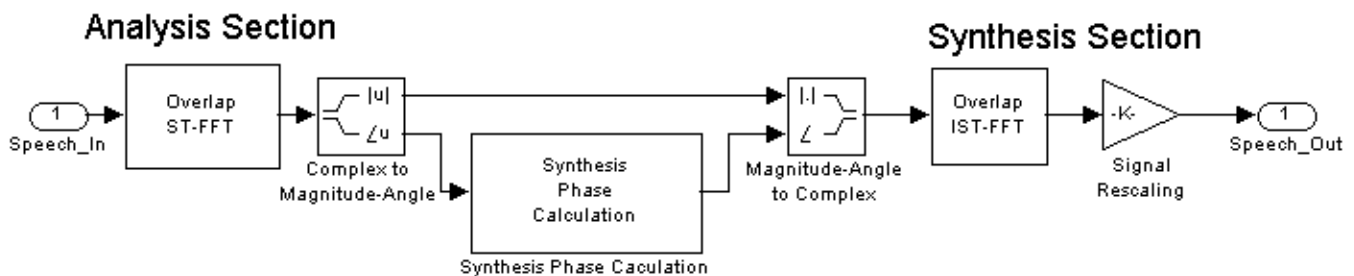 Analysis Section
Synthesis Section
1
Speech_In
Overlap
ST-FFT
|u|
∠u
Complex to
Magnitude-Angle
Synthesis
Phase
Calculation
Synthesis Phase Caculation
|.|
∠
Magnitude-Angle
to Complex
Overlap
IST-FFT
-K-
Signal
Rescaling
1
Speech_Out